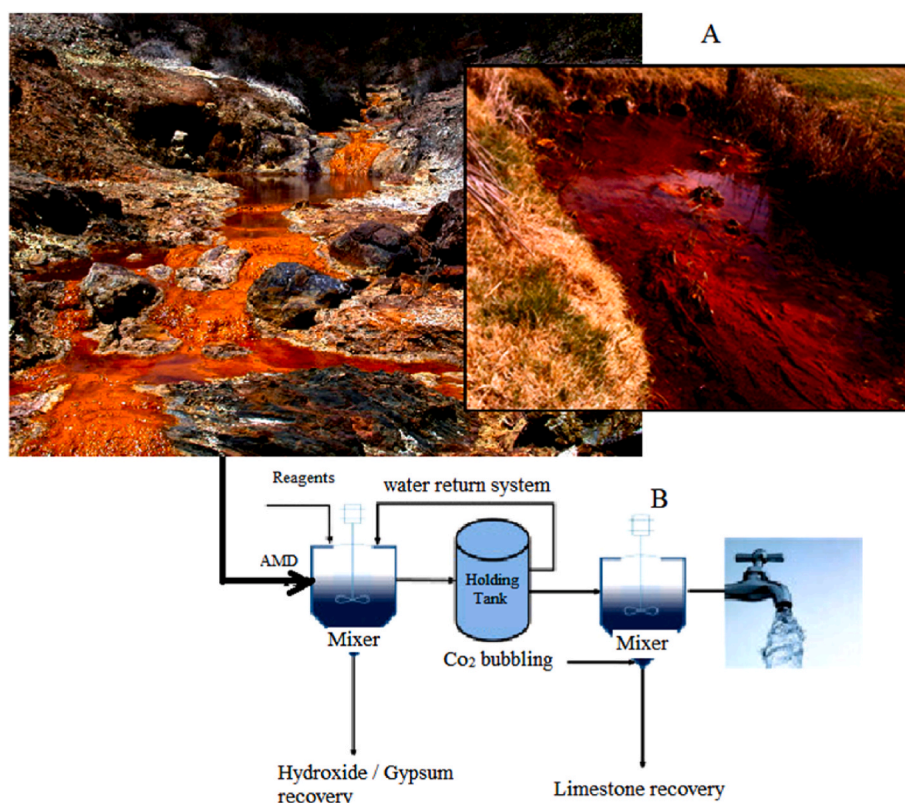 A
Reagents
water return system
B
AMD
Holding
Tank
Mixer
Mixer
Co₂ bubbling
Hydroxide / Gypsum
recovery
Limestone recovery